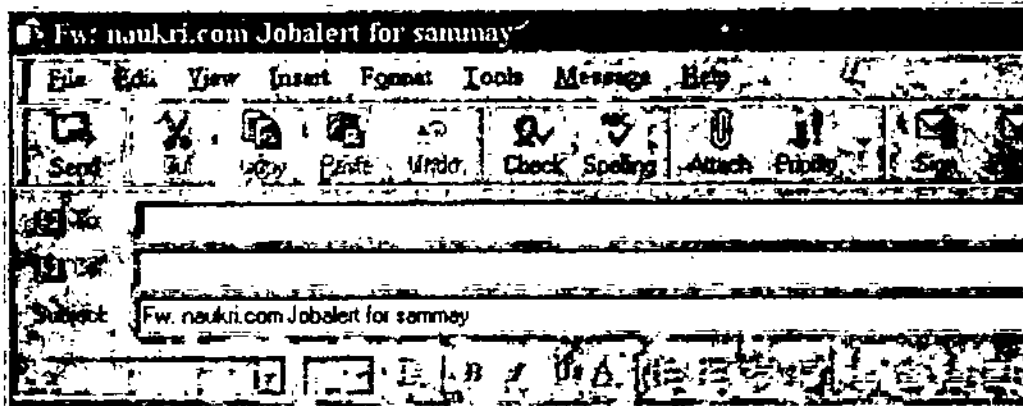 Fw: naukri.com Jobalert for sammay
File Edit View Insert Format Tools Message Help
Send Cut Copy Paste Undo Check Spelling Attach Priority Sign
To
Subject: Fw: naukri.com Jobalert for sammay
B I U A